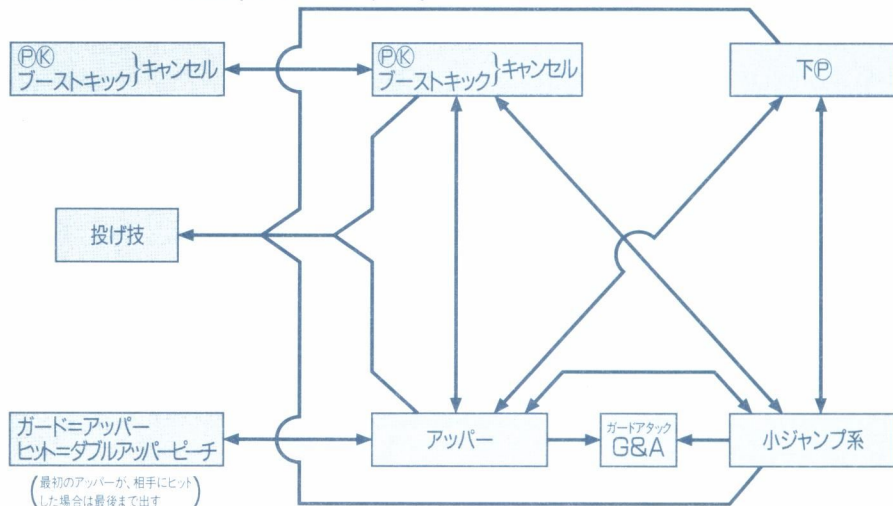 ⓅⓀ
ブーストキック}キャンセル
ⓅⓀ
ブーストキック}キャンセル
下Ⓟ
投げ技
ガード=アッパー
ヒット=ダブルアッパーピーチ
(最初のアッパーが、相手にヒット
した場合は最後まで出す)
アッパー
ガードアタック
G&A
小ジャンプ系